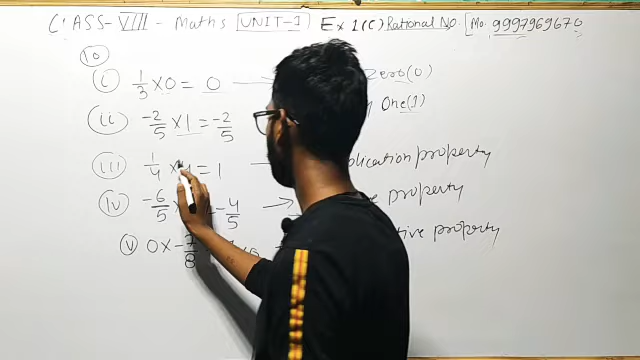 CLASS-VIII - Maths UNIT-1 Ex 1(C) Rational NO. Mo. 9997969670
10
(i) 1/3 × 0 = 0 → Zero(0)
(ii) -2/5 × 1 = -2/5 One(1)
(iii) 1/4 × 4 = 1 property
(iv) -6/5 × -4/5 → property
(v) 0 × -7/8 property